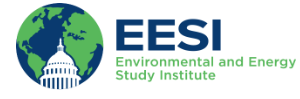 EESI
Environmental and Energy
Study Institute